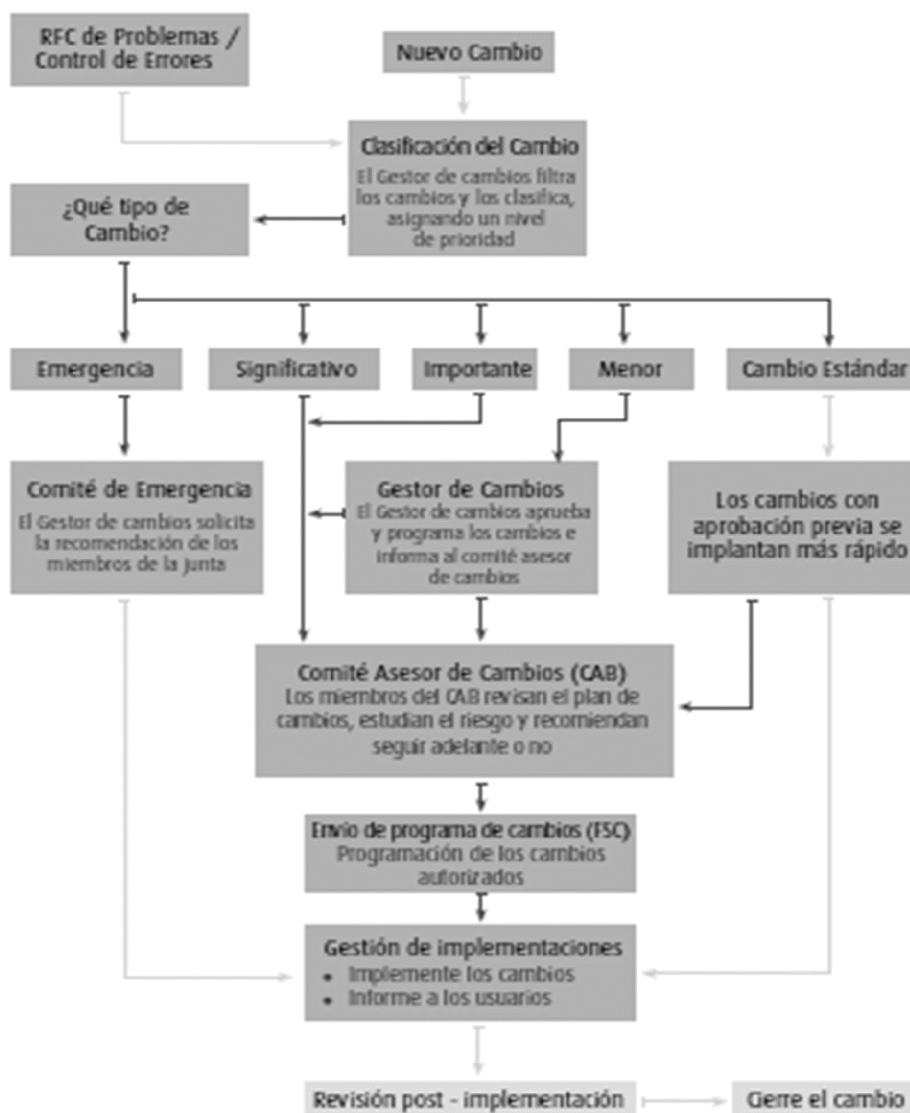 RFC de Problemas /
Control de Errores
Nuevo Cambio
Clasificación del Cambio
El Gestor de cambios filtra
los cambios y los clasifica,
asignando un nivel
de prioridad
¿Qué tipo de
Cambio?
Emergencia
Significativo
Importante
Menor
Cambio Estándar
Comité de Emergencia
El Gestor de cambios solicita
la recomendación de los
miembros de la junta
Gestor de Cambios
El Gestor de cambios aprueba
y programa los cambios e
informa al comité asesor
de cambios
Los cambios con
aprobación previa se
implantan más rápido
Comité Asesor de Cambios (CAB)
Los miembros del CAB revisan el plan de
cambios, estudian el riesgo y recomiendan
seguir adelante o no
Envío de programa de cambios (FSC)
Programación de los cambios
autorizados
Gestión de implementaciones
• Implemente los cambios
• Informe a los usuarios
Revisión post - implementación
Cierre el cambio